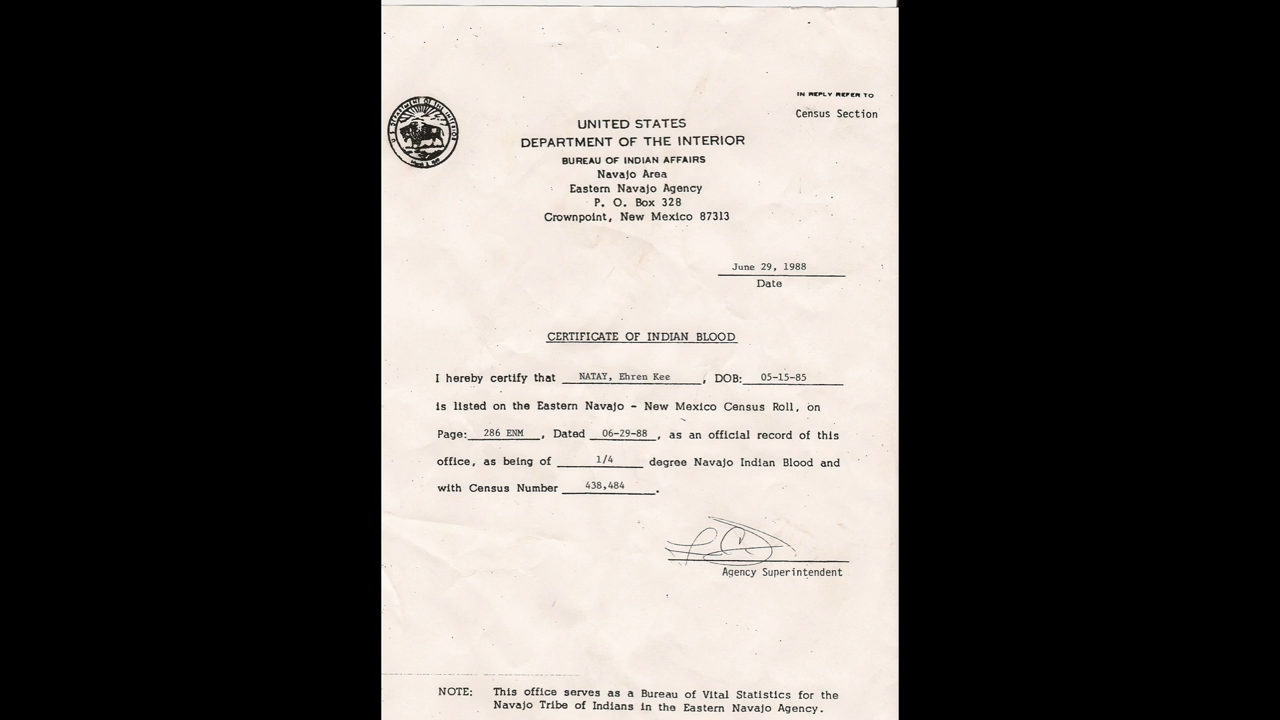 IN REPLY REFER TO
Census Section
UNITED STATES
DEPARTMENT OF THE INTERIOR
BUREAU OF INDIAN AFFAIRS
Navajo Area
Eastern Navajo Agency
P. O. Box 328
Crownpoint, New Mexico 87313
June 29, 1988
Date
CERTIFICATE OF INDIAN BLOOD
I hereby certify that NATAY, Ehren Kee , DOB: 05-15-85
is listed on the Eastern Navajo - New Mexico Census Roll, on
Page: 286 ENM , Dated 06-29-88 , as an official record of this
office, as being of 1/4 degree Navajo Indian Blood and
with Census Number 438,484 .
Agency Superintendent
NOTE: This office serves as a Bureau of Vital Statistics for the
Navajo Tribe of Indians in the Eastern Navajo Agency.